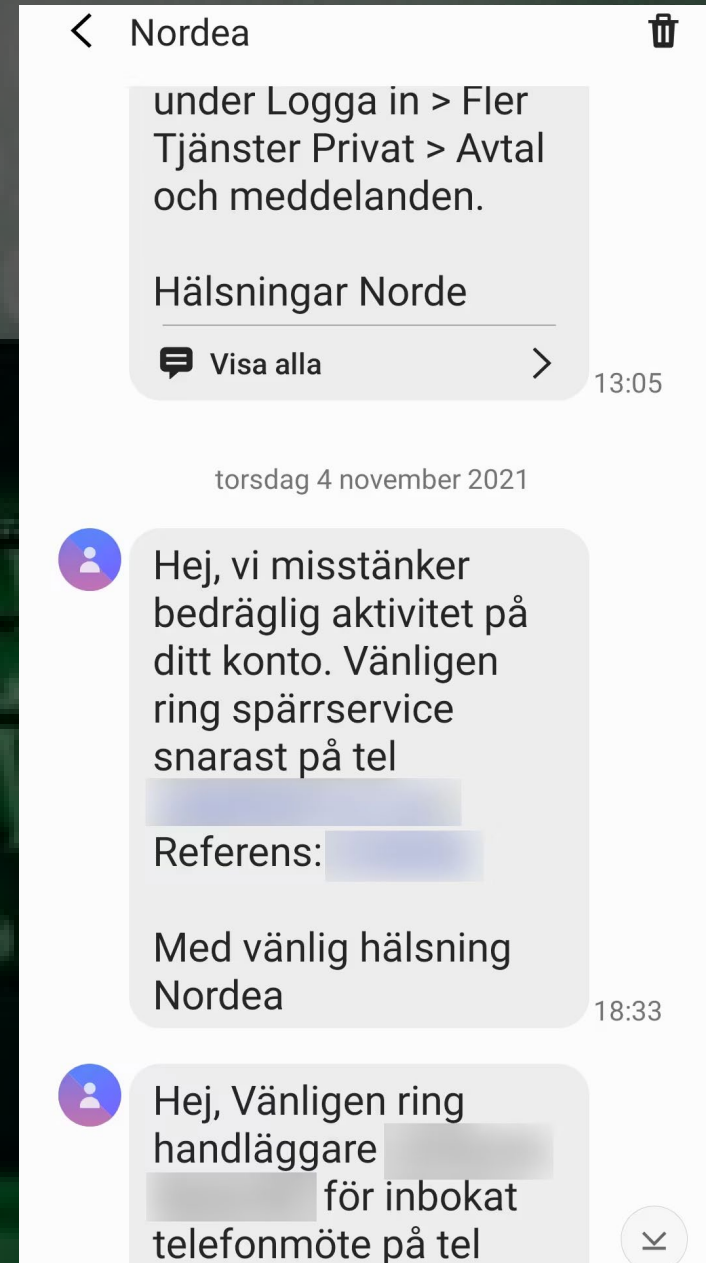 Nordea
under Logga in > Fler
Tjänster Privat > Avtal
och meddelanden.
Hälsningar Norde
Visa alla
13:05
torsdag 4 november 2021
Hej, vi misstänker
bedräglig aktivitet på
ditt konto. Vänligen
ring spärrservice
snarast på tel
Referens:
Med vänlig hälsning
Nordea
18:33
Hej, Vänligen ring
handläggare
för inbokat
telefonmöte på tel